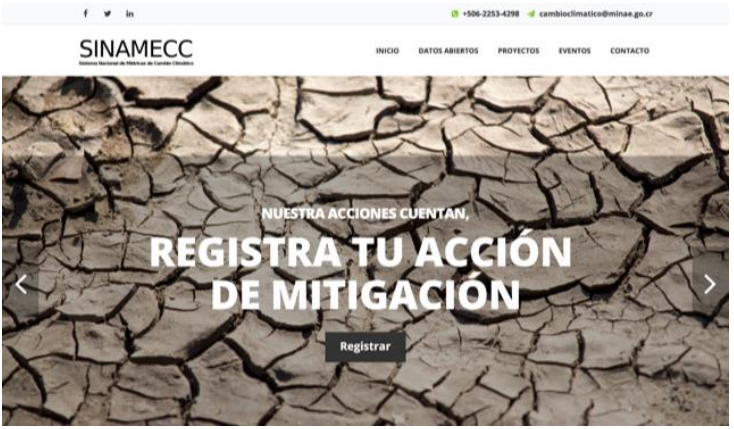 +506-2253-4298 cambioclimatico@minae.go.cr
SINAMECC
Sistema Nacional de Métricas de Cambio Climático
INICIO DATOS ABIERTOS PROYECTOS EVENTOS CONTACTO
NUESTRA ACCIONES CUENTAN,
REGISTRA TU ACCIÓN
DE MITIGACIÓN
Registrar